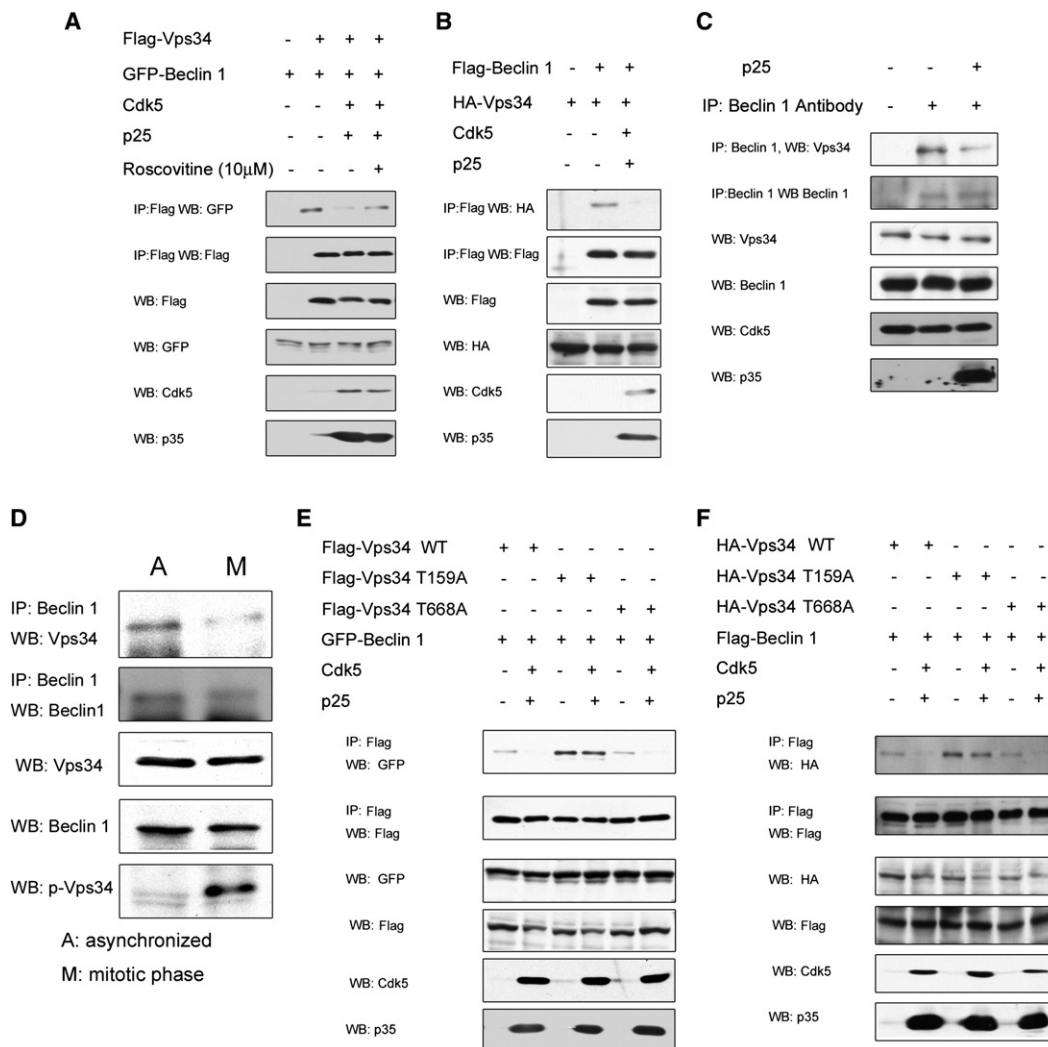 A
Flag-Vps34 - + + +
GFP-Beclin 1 + + + +
Cdk5 - - + +
p25 - - + +
Roscovitine (10μM) - - - +
IP:Flag WB: GFP
IP:Flag WB:Flag
WB: Flag
WB: GFP
WB: Cdk5
WB: p35
B
Flag-Beclin 1 - + +
HA-Vps34 + + +
Cdk5 - - +
p25 - - +
IP:Flag WB: HA
IP:Flag WB:Flag
WB: Flag
WB: HA
WB: Cdk5
WB: p35
C
p25 - - +
IP: Beclin 1 Antibody - + +
IP: Beclin 1, WB: Vps34
IP:Beclin 1 WB Beclin 1
WB: Vps34
WB: Beclin 1
WB: Cdk5
WB: p35
D
A M
IP: Beclin 1
WB: Vps34
IP: Beclin 1
WB: Beclin1
WB: Vps34
WB: Beclin 1
WB: p-Vps34
A: asynchronized
M: mitotic phase
E
Flag-Vps34 WT + + - - - -
Flag-Vps34 T159A - - + + - -
Flag-Vps34 T668A - - - - + +
GFP-Beclin 1 + + + + + +
Cdk5 - + - + - +
p25 - + - + - +
IP: Flag
WB: GFP
IP: Flag
WB: Flag
WB: GFP
WB: Flag
WB: Cdk5
WB: p35
F
HA-Vps34 WT + + - - - -
HA-Vps34 T159A - - + + - -
HA-Vps34 T668A - - - - + +
Flag-Beclin 1 + + + + + +
Cdk5 - + - + - +
p25 - + - + - +
IP: Flag
WB: HA
IP: Flag
WB: Flag
WB: HA
WB: Flag
WB: Cdk5
WB: p35